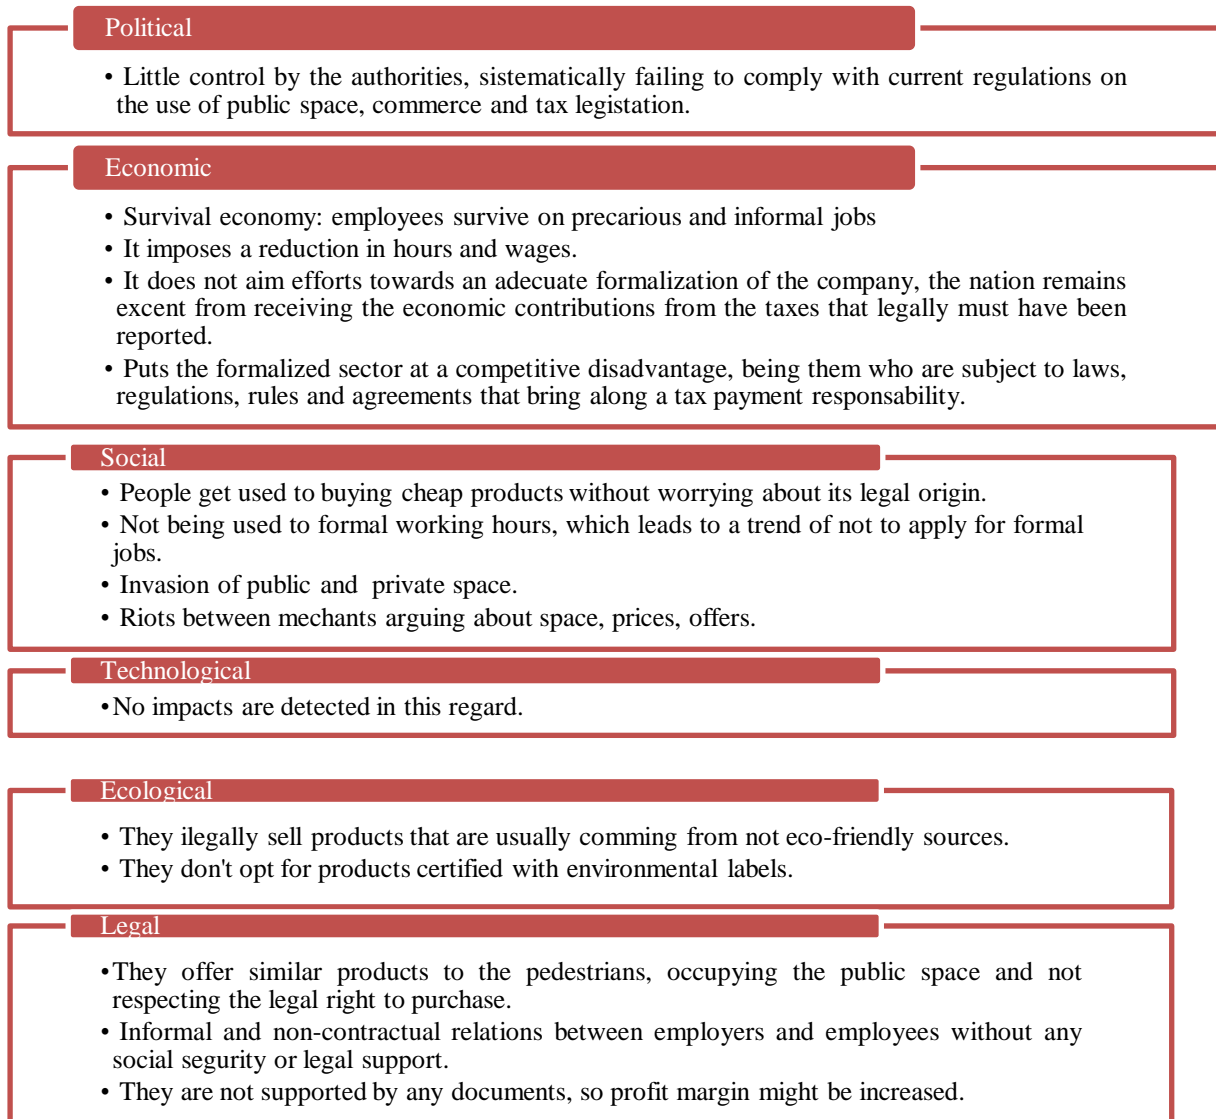 Political
• Little control by the authorities, sistematically failing to comply with current regulations on
the use of public space, commerce and tax legistation.
Economic
• Survival economy: employees survive on precarious and informal jobs
• It imposes a reduction in hours and wages.
• It does not aim efforts towards an adecuate formalization of the company, the nation remains
excent from receiving the economic contributions from the taxes that legally must have been
reported.
• Puts the formalized sector at a competitive disadvantage, being them who are subject to laws,
regulations, rules and agreements that bring along a tax payment responsability.
Social
• People get used to buying cheap products without worrying about its legal origin.
• Not being used to formal working hours, which leads to a trend of not to apply for formal
jobs.
• Invasion of public and private space.
• Riots between mechants arguing about space, prices, offers.
Technological
•No impacts are detected in this regard.
Ecological
• They ilegally sell products that are usually comming from not eco-friendly sources.
• They don't opt for products certified with environmental labels.
Legal
•They offer similar products to the pedestrians, occupying the public space and not
respecting the legal right to purchase.
• Informal and non-contractual relations between employers and employees without any
social segurity or legal support.
• They are not supported by any documents, so profit margin might be increased.